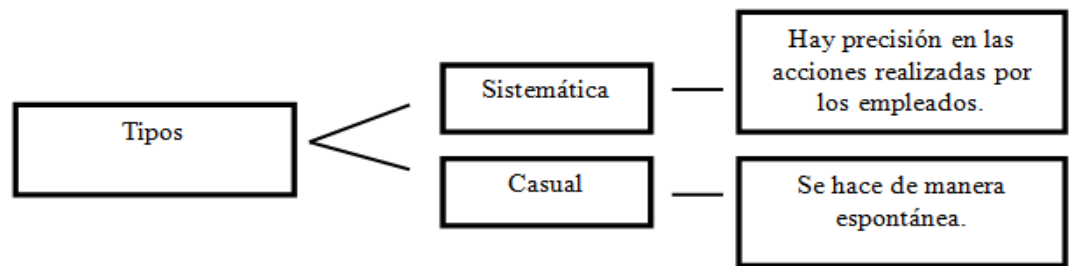 Tipos
Sistemática
Hay precisión en las
acciones realizadas por
los empleados.
Casual
Se hace de manera
espontánea.